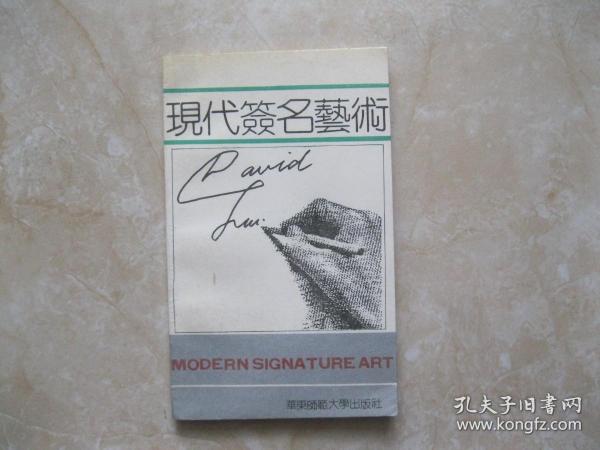 現代簽名藝術
David
MODERN SIGNATURE ART
華東師範大學出版社
孔夫子旧书网
kongfz.com